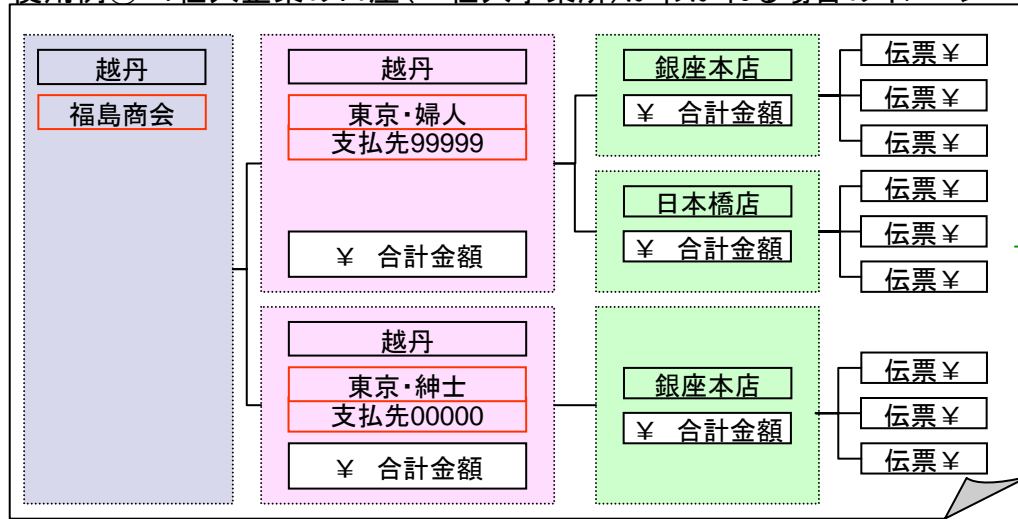 越丹
福島商会
越丹
東京・婦人
支払先99999
¥ 合計金額
銀座本店
¥ 合計金額
伝票¥
伝票¥
伝票¥
日本橋店
¥ 合計金額
伝票¥
伝票¥
伝票¥
越丹
東京・紳士
支払先00000
¥ 合計金額
銀座本店
¥ 合計金額
伝票¥
伝票¥
伝票¥